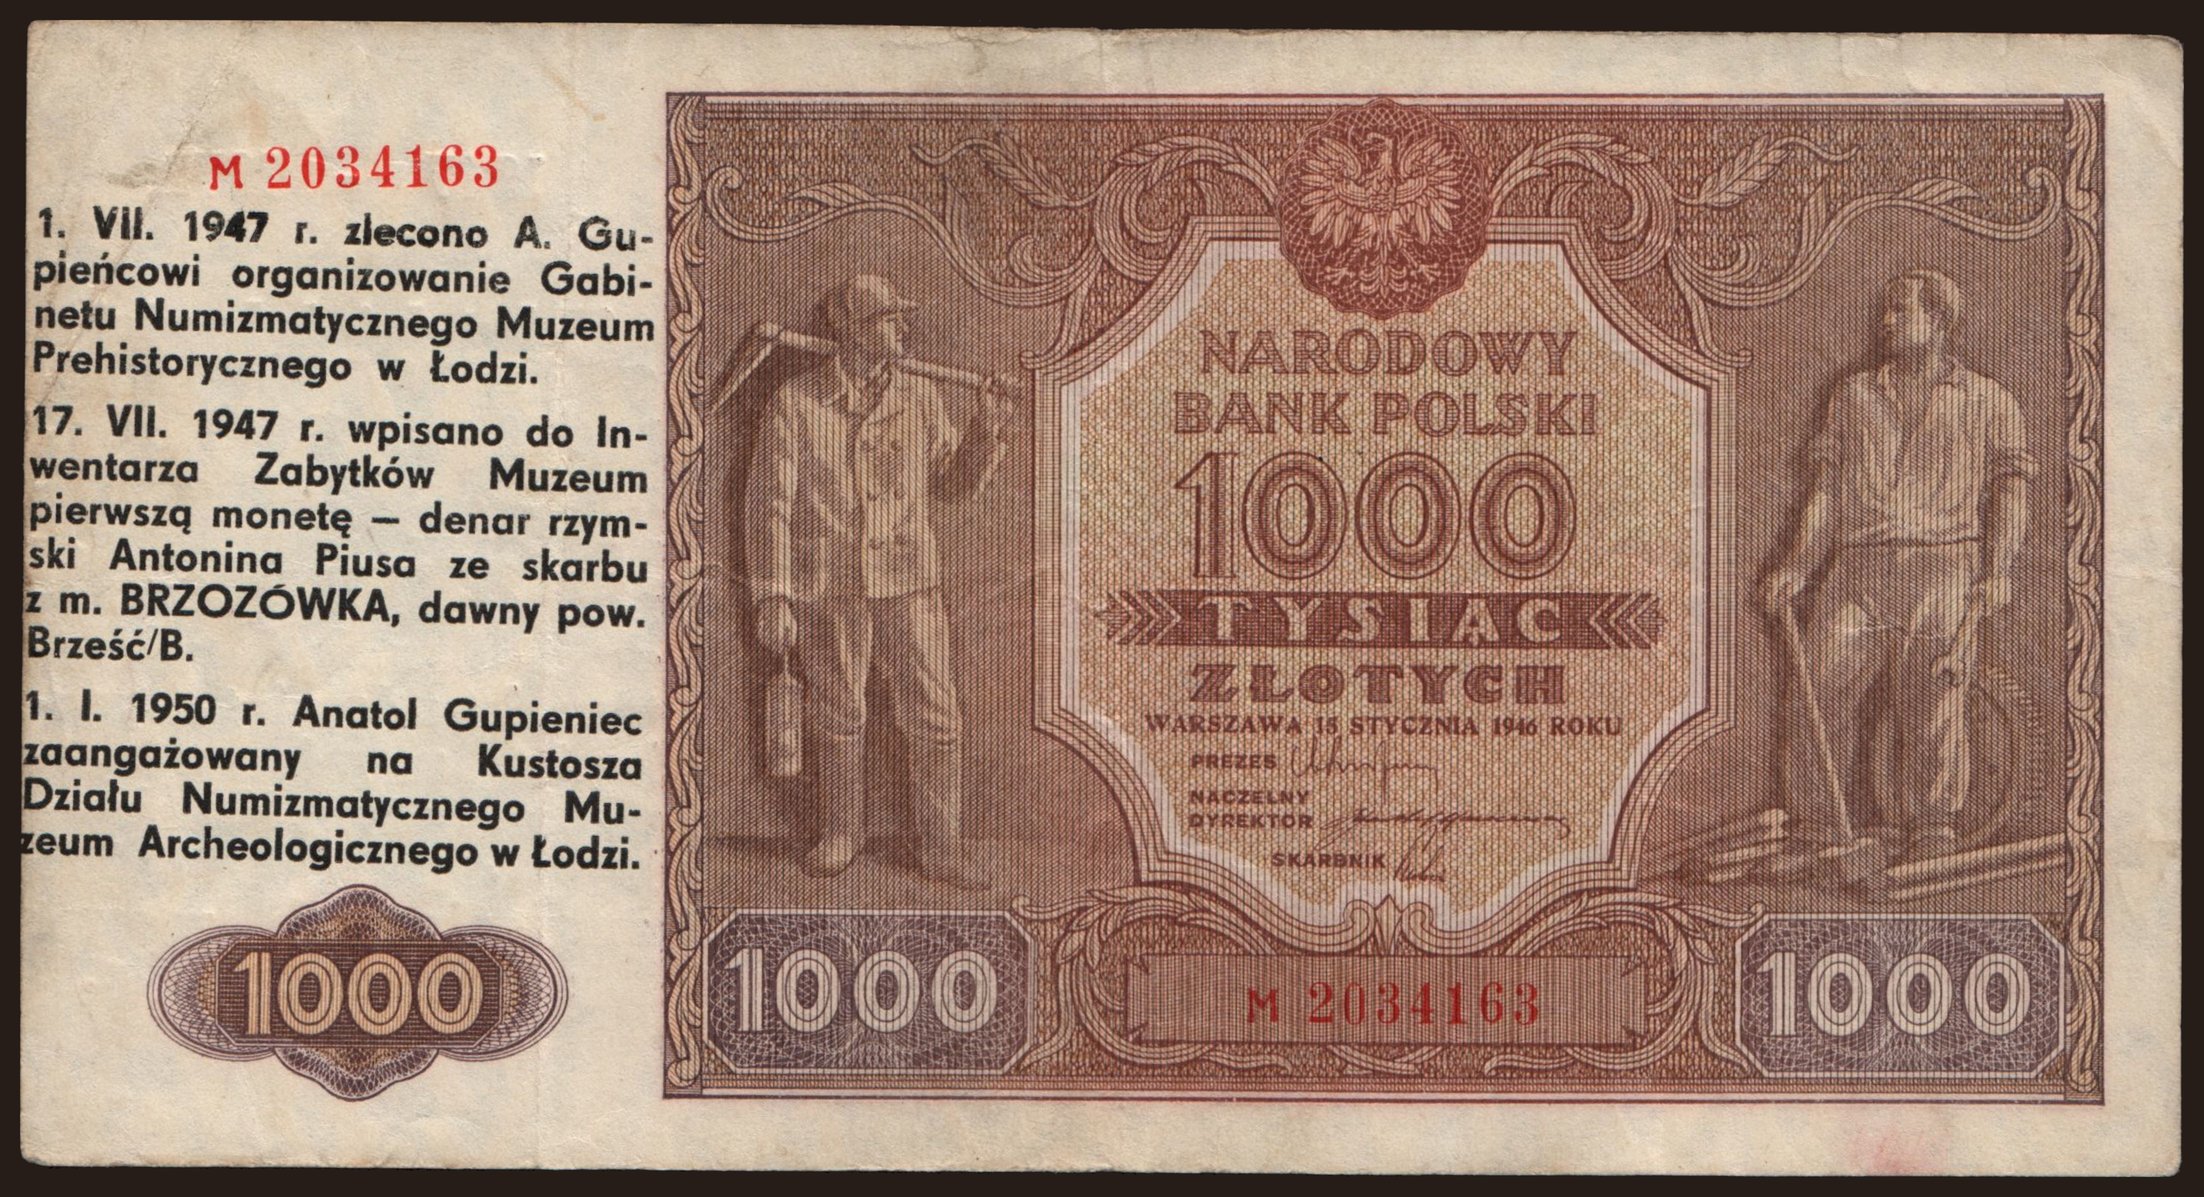 M 2034163
1. VII. 1947 r. zlecono A. Gu-
pieńcowi organizowanie Gabi-
netu Numizmatycznego Muzeum
Prehistorycznego w Łodzi.
17. VII. 1947 r. wpisano do In-
wentarza Zabytków Muzeum
pierwszą monetę — denar rzym-
ski Antonina Piusa ze skarbu
z m. BRZOZÓWKA, dawny pow.
Brześć/B.
1. I. 1950 r. Anatol Gupieniec
zaangażowany na Kustosza
Działu Numizmatycznego Mu-
zeum Archeologicznego w Łodzi.
1000
NARODOWY
BANK POLSKI
1000
TYSIĄC
ZŁOTYCH
WARSZAWA 15 STYCZNIA 1946 ROKU
PREZES
NACZELNY
DYREKTOR
SKARBNIK
1000
M 2034163
1000